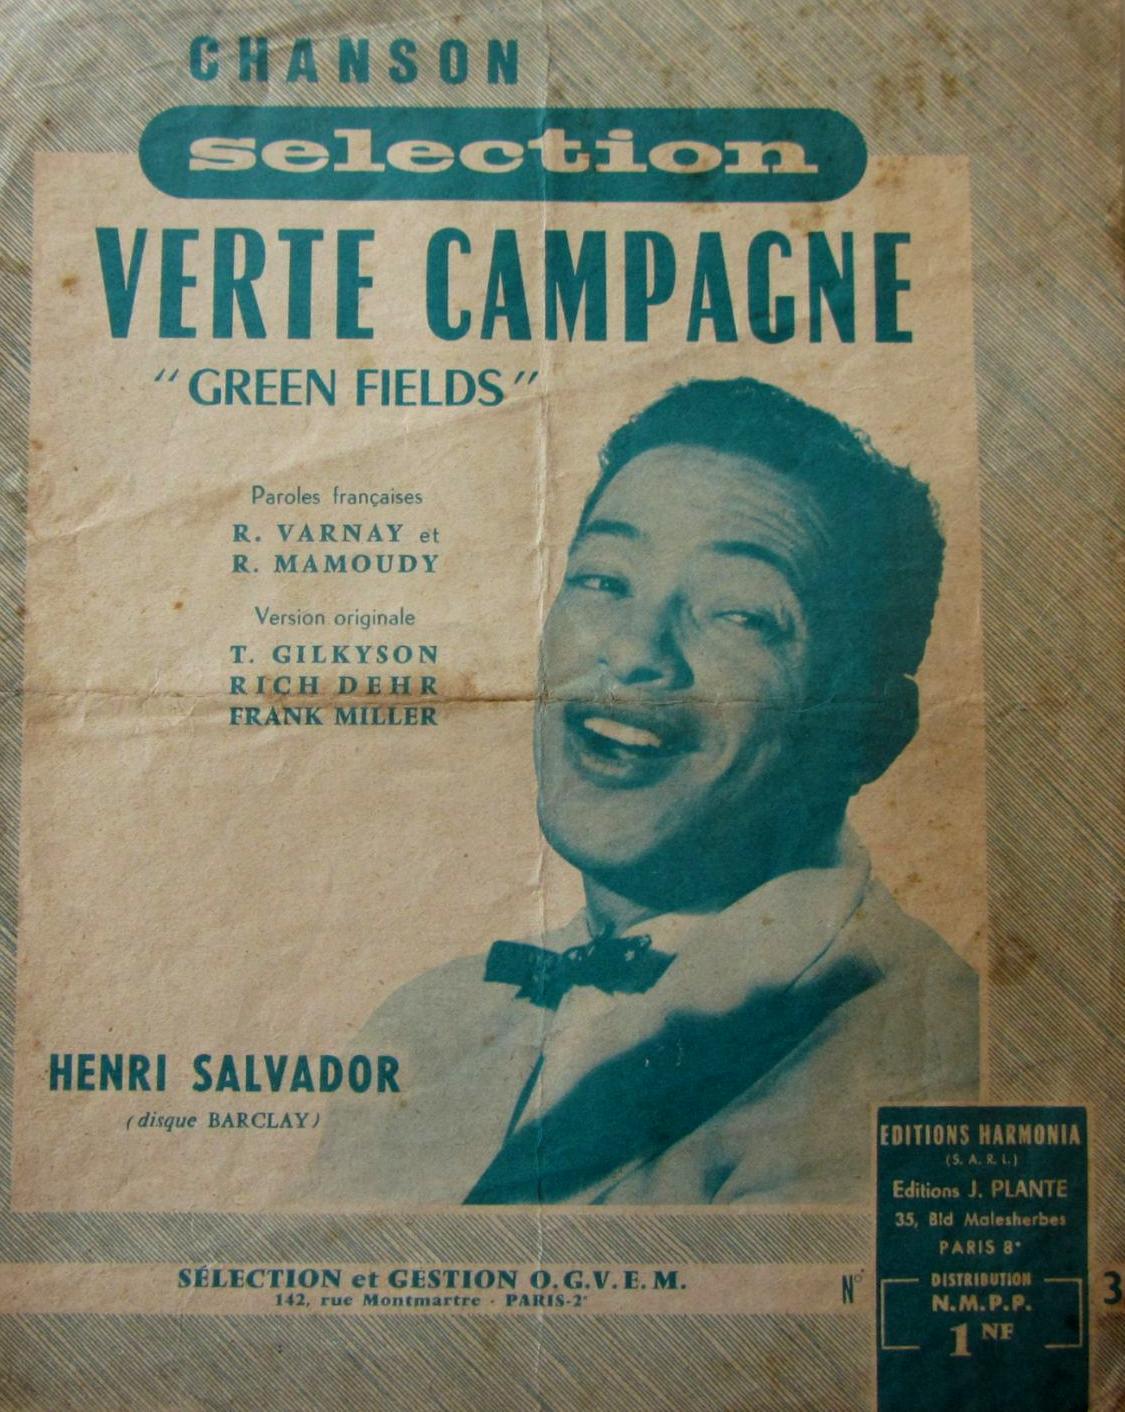 CHANSON
selection
VERTE CAMPAGNE
"GREEN FIELDS"
Paroles françaises
R. VARNAY et
R. MAMOUDY
Version originale
T. GILKYSON
RICH DEHR
FRANK MILLER
HENRI SALVADOR
(disque BARCLAY)
EDITIONS HARMONIA
(S. A. R. L.)
Editions J. PLANTE
35, Bld Malesherbes
PARIS 8e
SÉLECTION et GESTION O.G.V.E.M.
142, rue Montmartre - PARIS-2e
N° 3
DISTRIBUTION
N.M.P.P.
1 NF